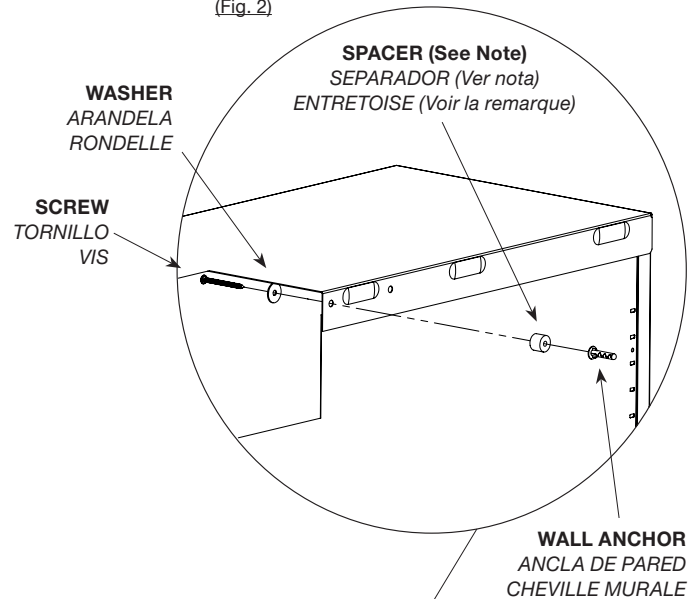 (Fig. 2)
SPACER (See Note)
SEPARADOR (Ver nota)
ENTRETOISE (Voir la remarque)
WASHER
ARANDELA
RONDELLE
SCREW
TORNILLO
VIS
WALL ANCHOR
ANCLA DE PARED
CHEVILLE MURALE